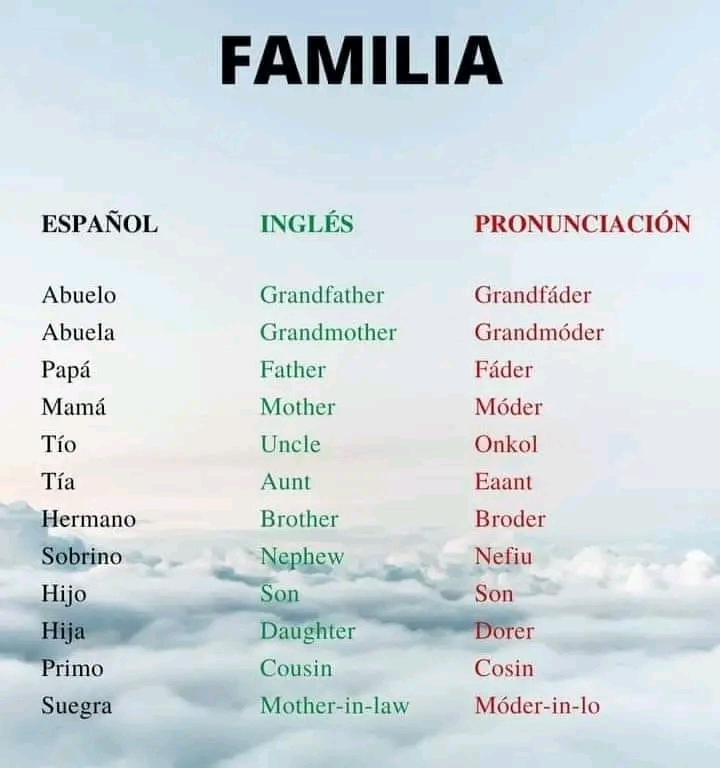 FAMILIA
ESPAÑOL INGLÉS PRONUNCIACIÓN
Abuelo Grandfather Grandfáder
Abuela Grandmother Grandmóder
Papá Father Fáder
Mamá Mother Móder
Tío Uncle Onkol
Tía Aunt Eaant
Hermano Brother Broder
Sobrino Nephew Nefiu
Hijo Son Son
Hija Daughter Dorer
Primo Cousin Cosin
Suegra Mother-in-law Móder-in-lo